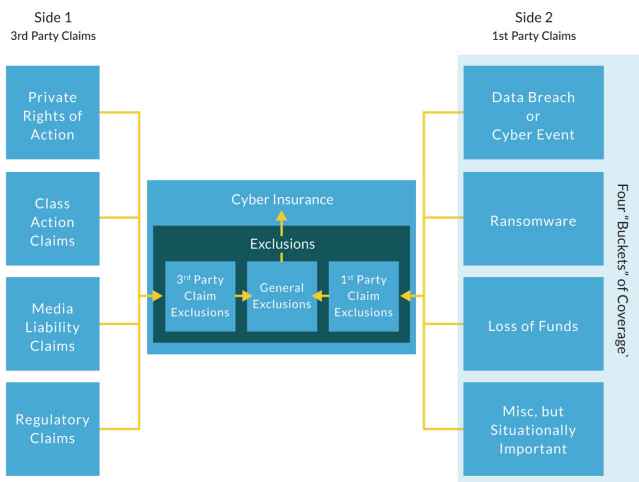 Side 1
3rd Party Claims
Side 2
1st Party Claims
Private
Rights of
Action
Class
Action
Claims
Media
Liability
Claims
Regulatory
Claims
Cyber Insurance
Exclusions
3rd Party
Claim
Exclusions
General
Exclusions
1st Party
Claim
Exclusions
Data Breach
or
Cyber Event
Ransomware
Loss of Funds
Misc, but
Situationally
Important
Four "Buckets" of Coverage`